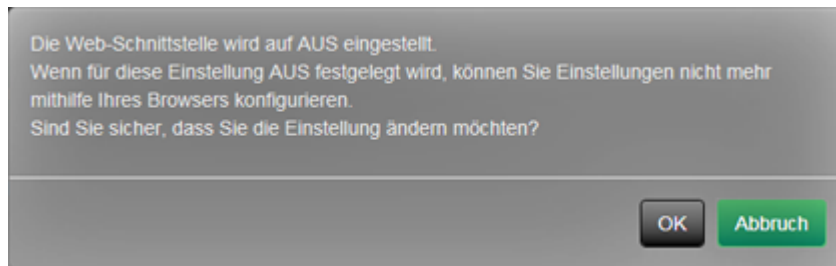 Die Web-Schnittstelle wird auf AUS eingestellt.
Wenn für diese Einstellung AUS festgelegt wird, können Sie Einstellungen nicht mehr
mithilfe Ihres Browsers konfigurieren.
Sind Sie sicher, dass Sie die Einstellung ändern möchten?
OK Abbruch